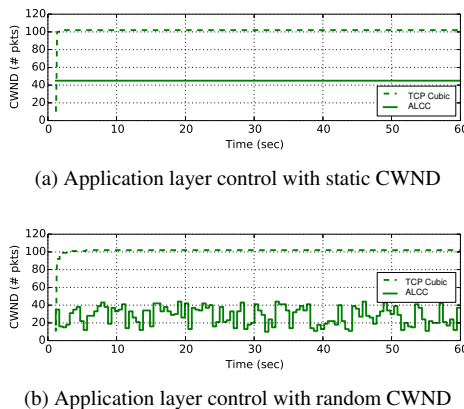 120
100
80
60
40
20
0
CWND (# pkts)
TCP Cubic
ALCC
0 10 20 30 40 50 60
Time (sec)
(a) Application layer control with static CWND
120
100
80
60
40
20
0
CWND (# pkts)
TCP Cubic
ALCC
0 10 20 30 40 50 60
Time (sec)
(b) Application layer control with random CWND